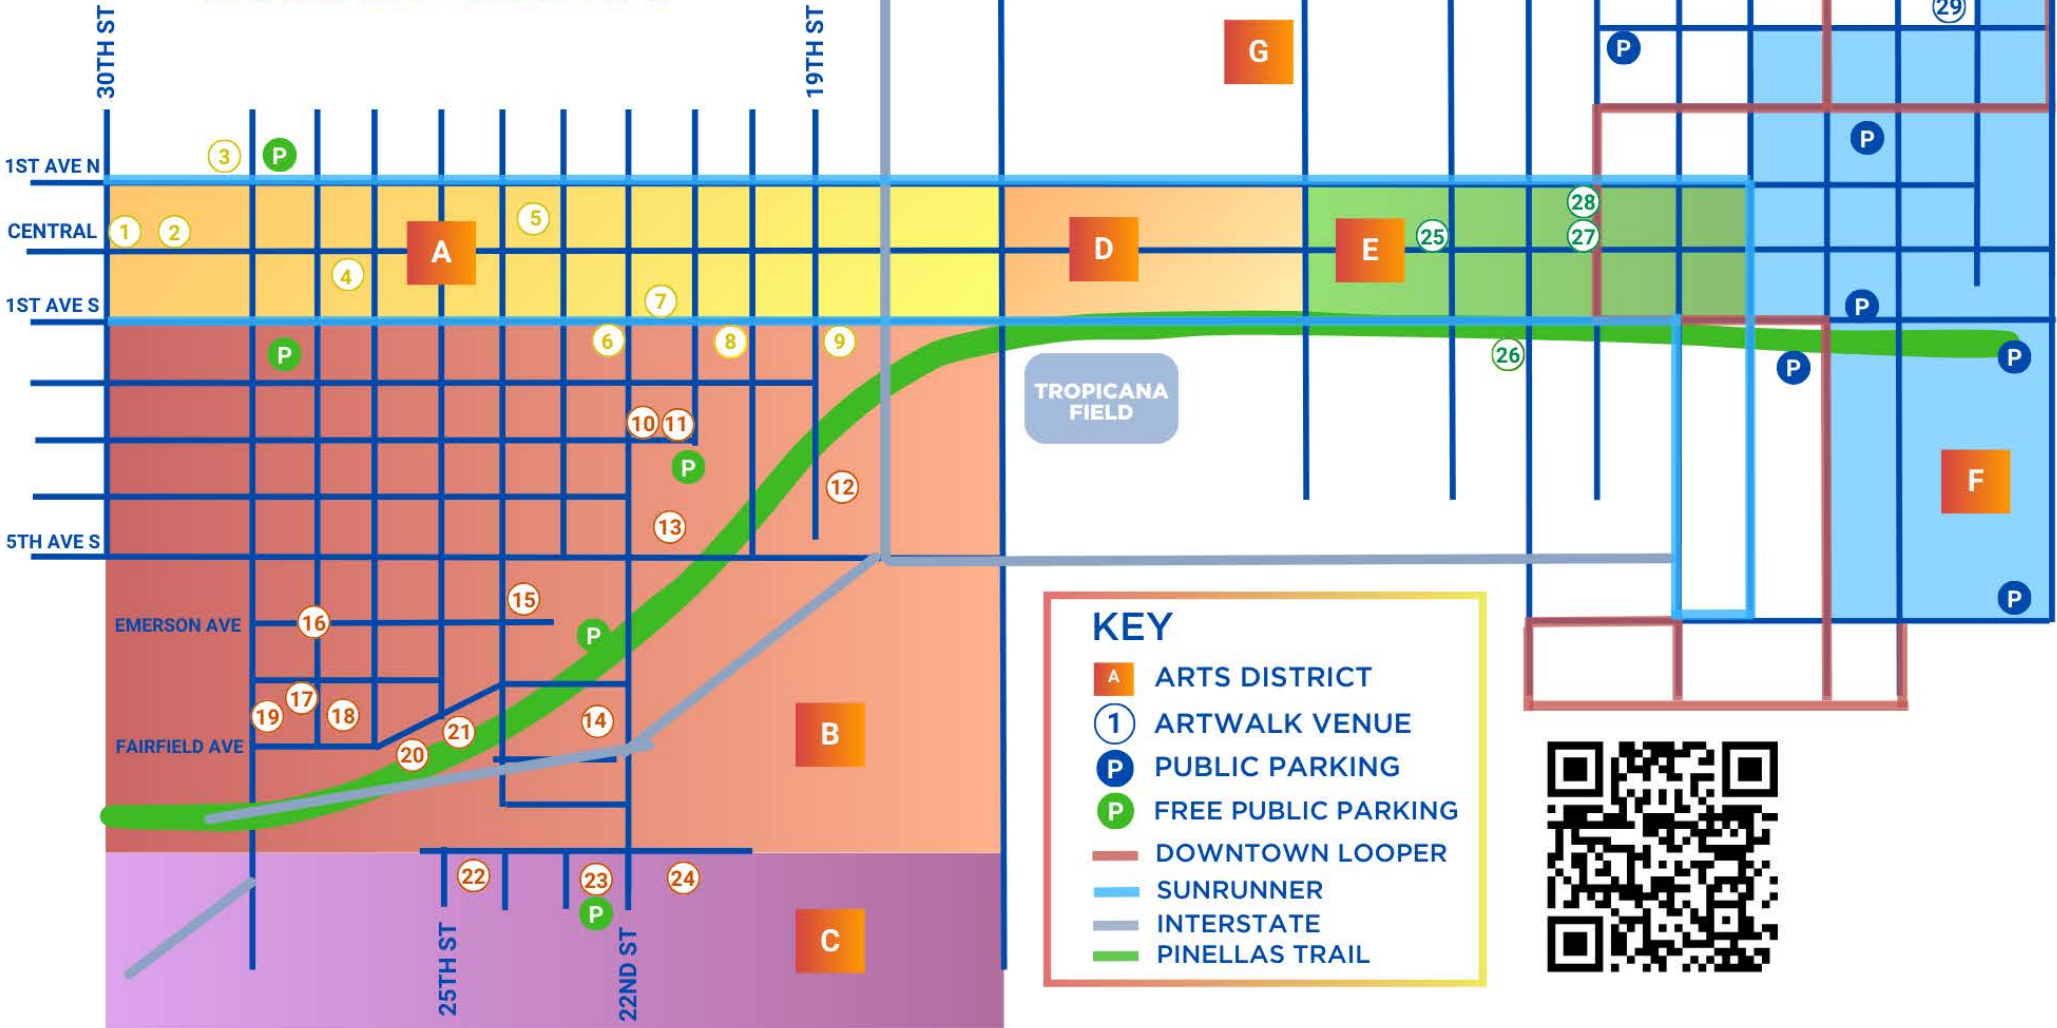 30TH ST
19TH ST
29
P
G
P
3
P
1ST AVE N
28
5
CENTRAL
1
2
A
D
E
25
27
4
1ST AVE S
7
P
P
6
8
9
26
P
P
TROPICANA
FIELD
10
11
P
F
12
13
5TH AVE S
15
P
EMERSON AVE
16
P
17
19
18
14
B
FAIRFIELD AVE
21
20
22
23
24
P
C
25TH ST
22ND ST
KEY
A ARTS DISTRICT
1 ARTWALK VENUE
P PUBLIC PARKING
P FREE PUBLIC PARKING
DOWNTOWN LOOPER
SUNRUNNER
INTERSTATE
PINELLAS TRAIL